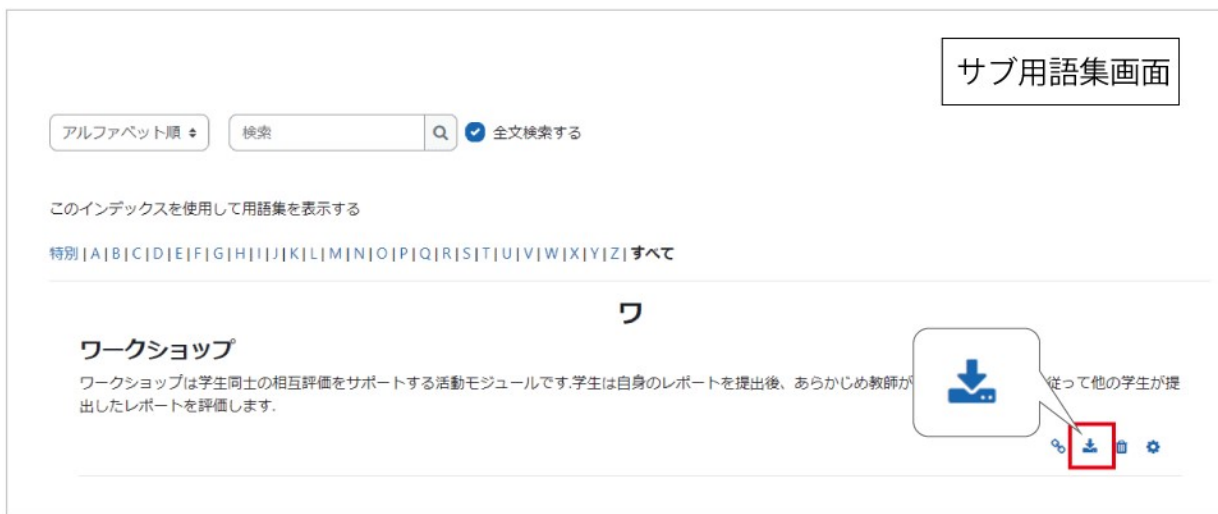 サブ用語集画面
アルファベット順 検索 全文検索する
このインデックスを使用して用語集を表示する
特別 | A | B | C | D | E | F | G | H | I | J | K | L | M | N | O | P | Q | R | S | T | U | V | W | X | Y | Z | すべて
ワ
ワークショップ
ワークショップは学生同士の相互評価をサポートする活動モジュールです.学生は自身のレポートを提出後、あらかじめ教師が 従って他の学生が提
出したレポートを評価します.